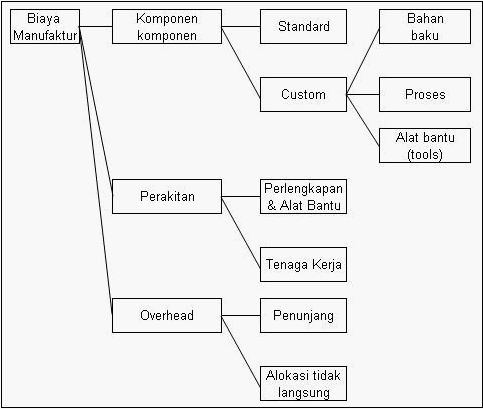 Biaya
Manufaktur
Komponen
komponen
Standard
Bahan
baku
Custom
Proses
Alat bantu
(tools)
Perakitan
Perlengkapan
& Alat Bantu
Tenaga Kerja
Overhead
Penunjang
Alokasi tidak
langsung